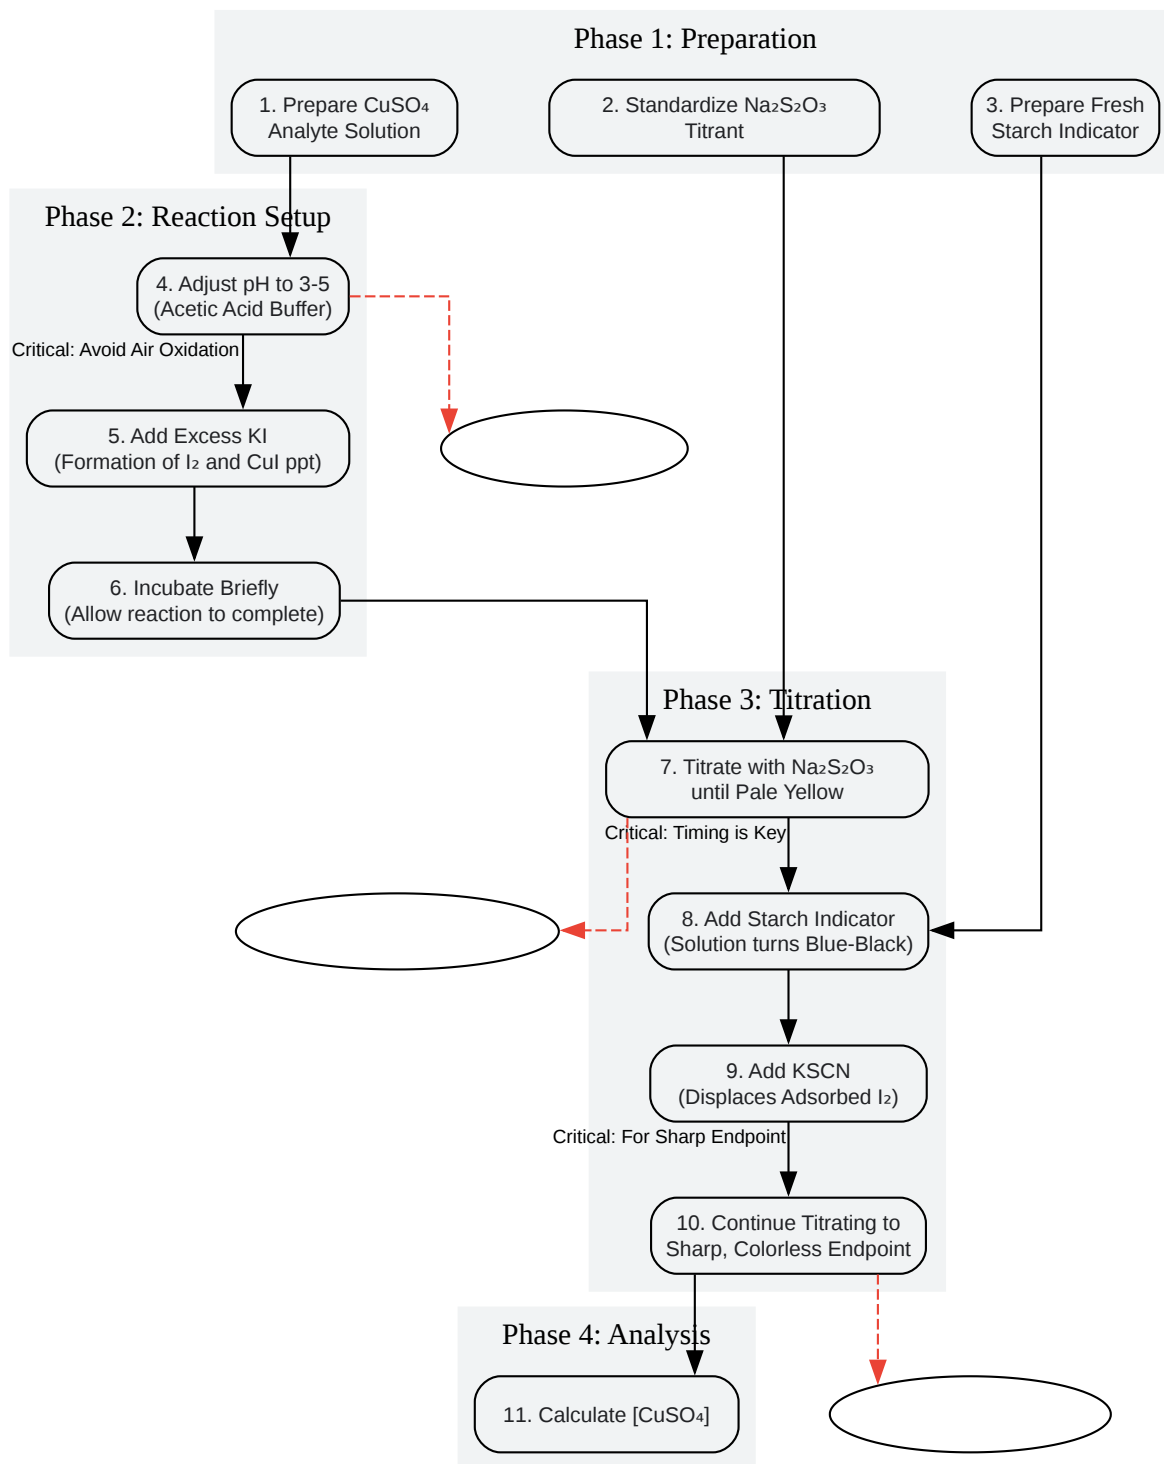 Phase 1: Preparation
1. Prepare CuSO₄
Analyte Solution
2. Standardize Na₂S₂O₃
Titrant
3. Prepare Fresh
Starch Indicator
Phase 2: Reaction Setup
4. Adjust pH to 3-5
(Acetic Acid Buffer)
Critical: Avoid Air Oxidation
5. Add Excess KI
(Formation of I₂ and CuI ppt)
6. Incubate Briefly
(Allow reaction to complete)
Phase 3: Titration
7. Titrate with Na₂S₂O₃
until Pale Yellow
Critical: Timing is Key
8. Add Starch Indicator
(Solution turns Blue-Black)
9. Add KSCN
(Displaces Adsorbed I₂)
Critical: For Sharp Endpoint
10. Continue Titrating to
Sharp, Colorless Endpoint
Phase 4: Analysis
11. Calculate [CuSO₄]